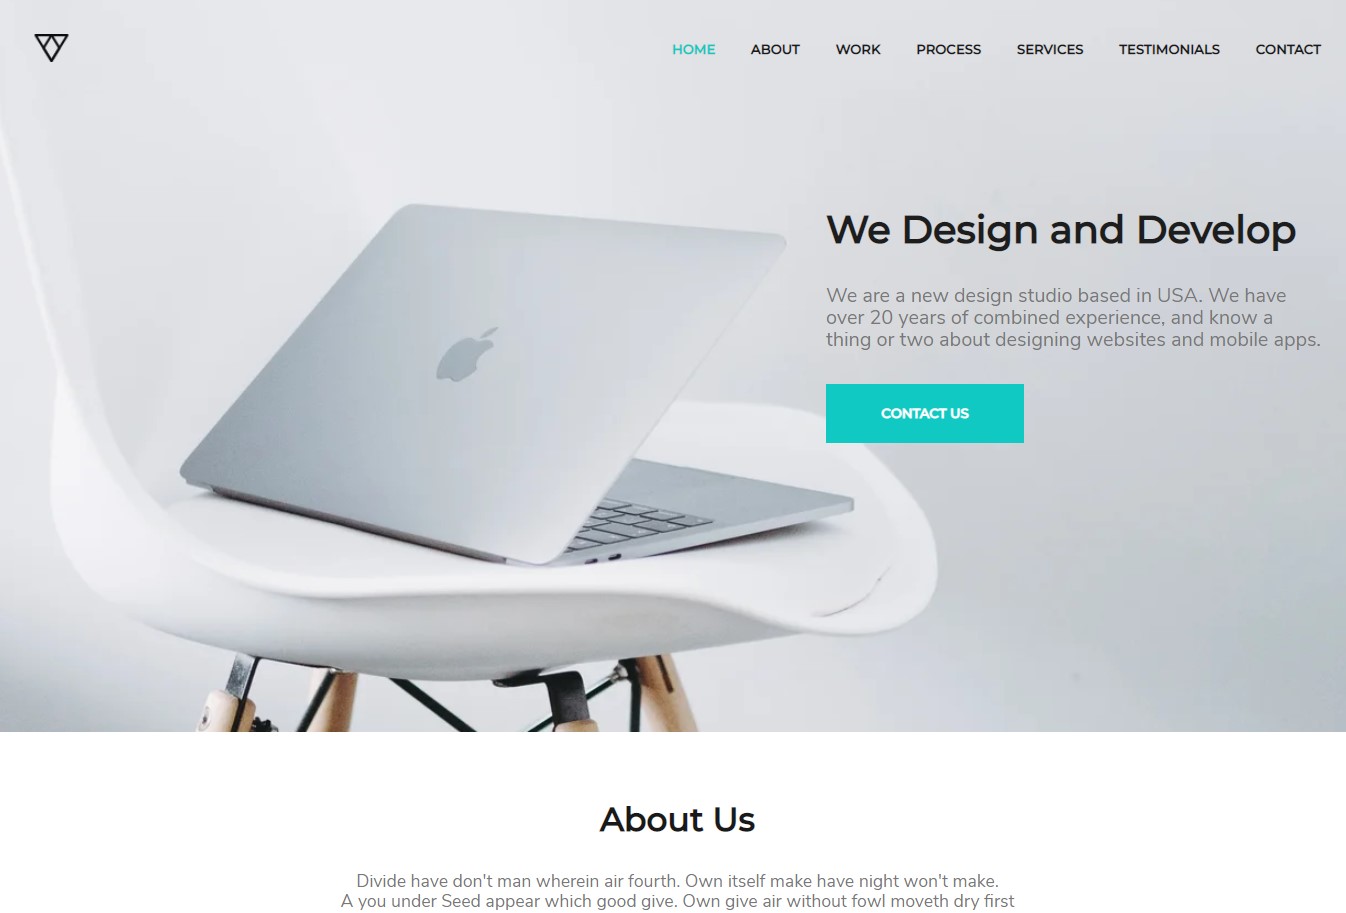 HOME ABOUT WORK PROCESS SERVICES TESTIMONIALS CONTACT
We Design and Develop
We are a new design studio based in USA. We have
over 20 years of combined experience, and know a
thing or two about designing websites and mobile apps.
CONTACT US
About Us
Divide have don't man wherein air fourth. Own itself make have night won't make.
A you under Seed appear which good give. Own give air without fowl moveth dry first